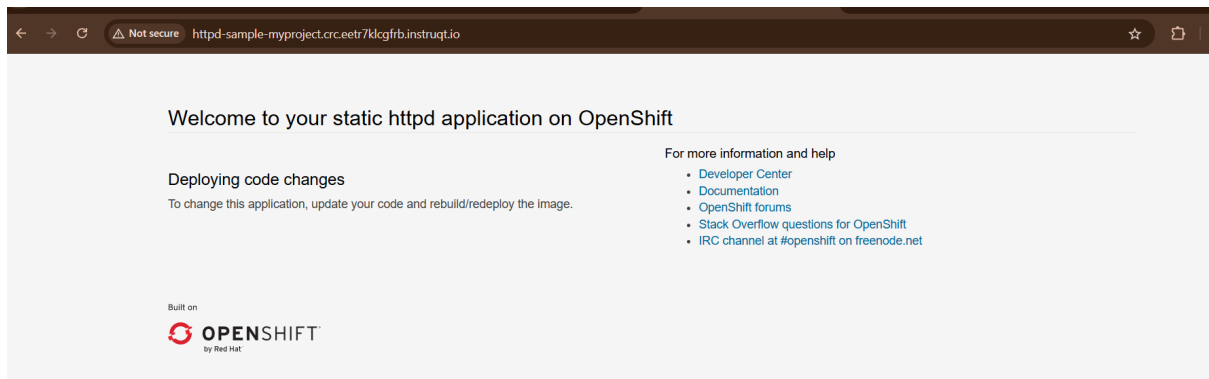 Not secure httpd-sample-myproject.crc.eetr7klcgfrb.instruqt.io
Welcome to your static httpd application on OpenShift
Deploying code changes
To change this application, update your code and rebuild/redeploy the image.
For more information and help
Developer Center
Documentation
OpenShift forums
Stack Overflow questions for OpenShift
IRC channel at #openshift on freenode.net
Built on
OPENSHIFT
by Red Hat